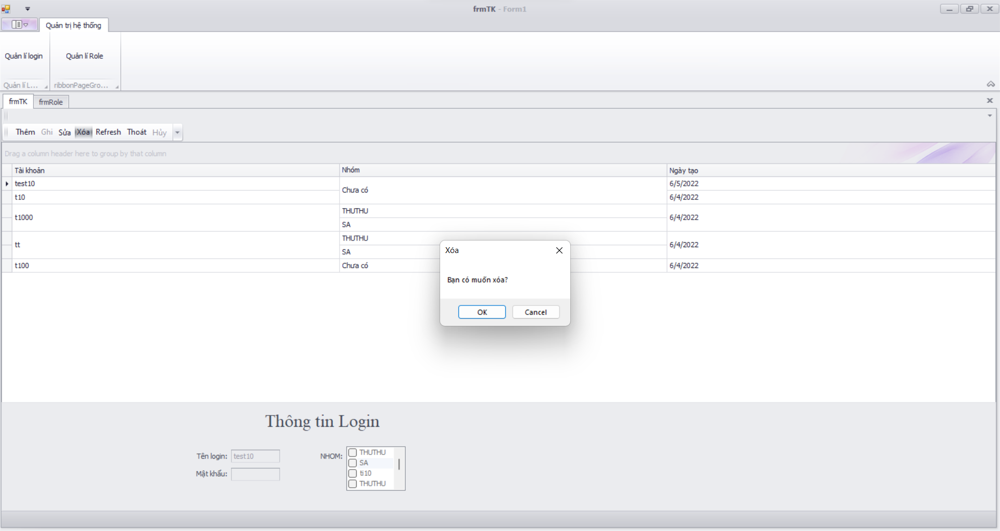 frmTK - Form1
Quản trị hệ thống
Quản lí login
Quản lí Role
Quản lí L...
ribbonPageGro...
frmTK
frmRole
Thêm Ghi Sửa Xóa Refresh Thoát Hủy
Drag a column header here to group by that column
Tài khoản Nhóm Ngày tạo
test10 6/5/2022
Chưa có
t10 6/4/2022
THUTHU
t1000 6/4/2022
SA
THUTHU
tt 6/4/2022
SA
t100 Chưa có 6/4/2022
Xóa
Bạn có muốn xóa?
OK Cancel
Thông tin Login
Tên login: test10
Mật khẩu:
NHOM:
THUTHU
SA
ti10
THUTHU